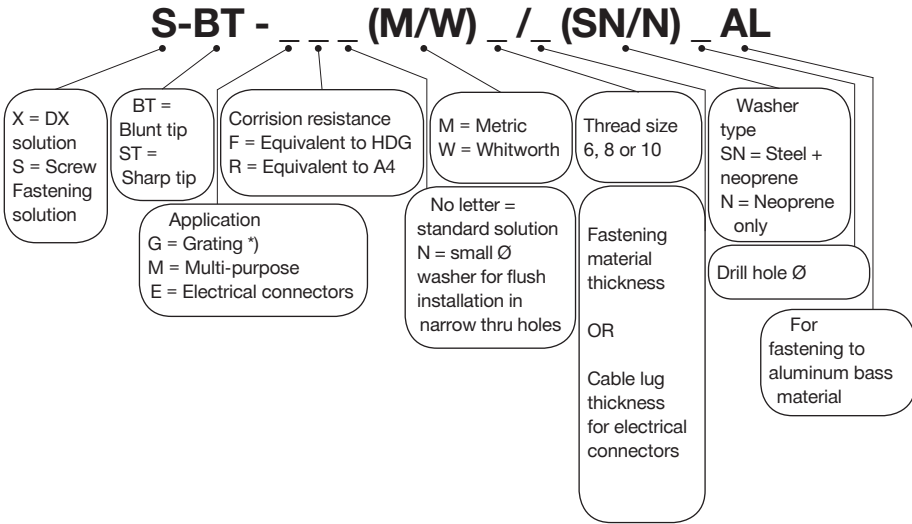 S-BT - _ _ _ (M/W) _ /_ (SN/N) _ AL
X = DX
solution
S = Screw
Fastening
solution
BT =
Blunt tip
ST =
Sharp tip
Corrision resistance
F = Equivalent to HDG
R = Equivalent to A4
Application
G = Grating *)
M = Multi-purpose
E = Electrical connectors
M = Metric
W = Whitworth
No letter =
standard solution
N = small Ø
washer for flush
installation in
narrow thru holes
Thread size
6, 8 or 10
Fastening
material
thickness
OR
Cable lug
thickness
for electrical
connectors
Washer
type
SN = Steel +
neoprene
N = Neoprene
only
Drill hole Ø
For
fastening to
aluminum bass
material